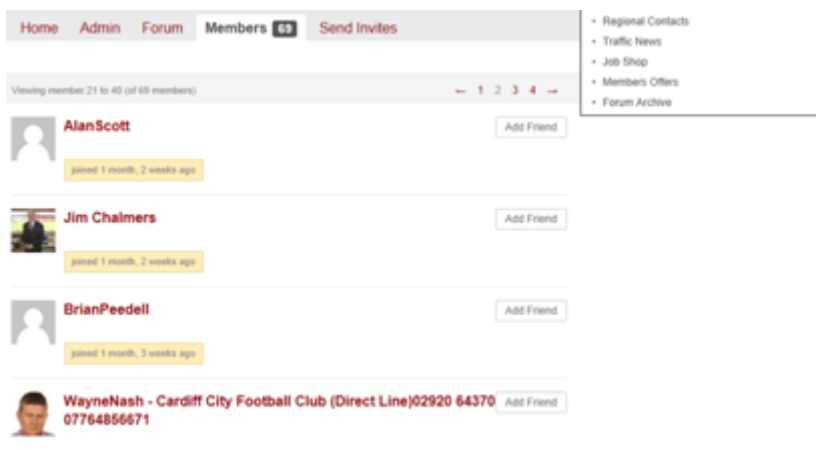 Home Admin Forum Members 69 Send Invites
Viewing member 21 to 40 (of 69 members)
← 1 2 3 4 →
AlanScott
Add Friend
joined 1 month, 2 weeks ago
Jim Chalmers
Add Friend
joined 1 month, 2 weeks ago
BrianPeedell
Add Friend
joined 1 month, 3 weeks ago
WayneNash - Cardiff City Football Club (Direct Line)02920 64370
07764856671
Add Friend
Regional Contacts
Traffic News
Job Shop
Members Offers
Forum Archive